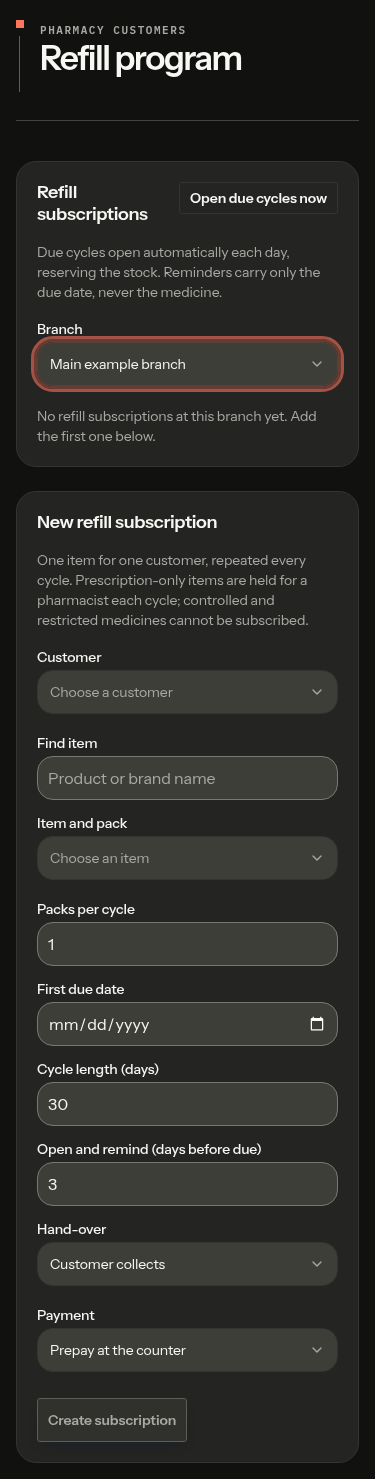 PHARMACY CUSTOMERS
Refill program
Refill
subscriptions
Open due cycles now
Due cycles open automatically each day,
reserving the stock. Reminders carry only the
due date, never the medicine.
Branch
Main example branch
No refill subscriptions at this branch yet. Add
the first one below.
New refill subscription
One item for one customer, repeated every
cycle. Prescription-only items are held for a
pharmacist each cycle; controlled and
restricted medicines cannot be subscribed.
Customer
Choose a customer
Find item
Product or brand name
Item and pack
Choose an item
Packs per cycle
1
First due date
mm/dd/yyyy
Cycle length (days)
30
Open and remind (days before due)
3
Hand-over
Customer collects
Payment
Prepay at the counter
Create subscription